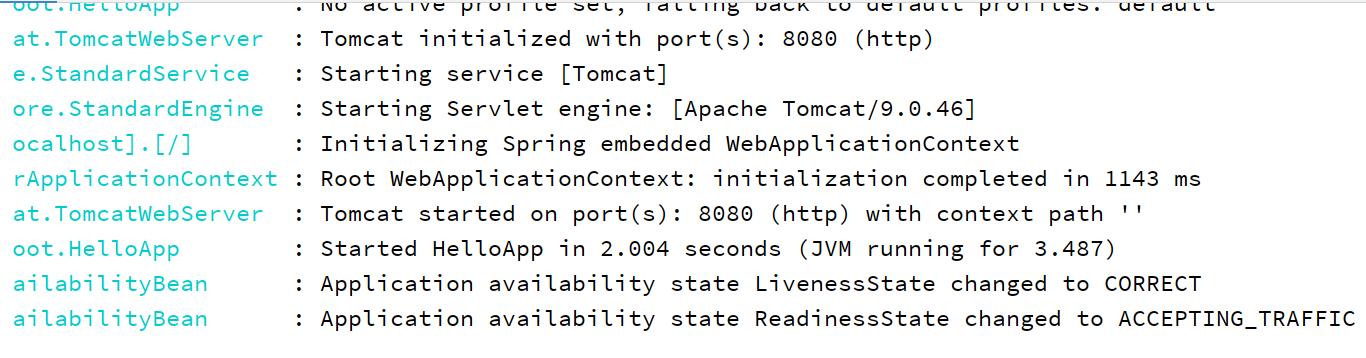 oot.HelloApp : No active profile set, falling back to default profiles: default
at.TomcatWebServer : Tomcat initialized with port(s): 8080 (http)
e.StandardService : Starting service [Tomcat]
ore.StandardEngine : Starting Servlet engine: [Apache Tomcat/9.0.46]
ocalhost].[/] : Initializing Spring embedded WebApplicationContext
rApplicationContext : Root WebApplicationContext: initialization completed in 1143 ms
at.TomcatWebServer : Tomcat started on port(s): 8080 (http) with context path ''
oot.HelloApp : Started HelloApp in 2.004 seconds (JVM running for 3.487)
ailabilityBean : Application availability state LivenessState changed to CORRECT
ailabilityBean : Application availability state ReadinessState changed to ACCEPTING_TRAFFIC